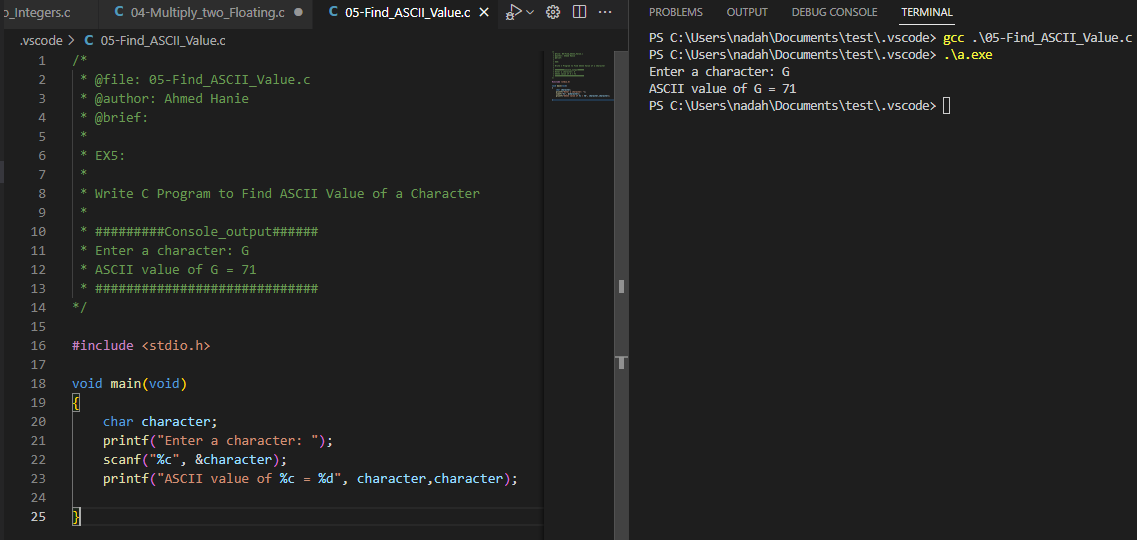 o_Integers.c
C 04-Multiply_two_Floating.c
C 05-Find_ASCII_Value.c
.vscode > C 05-Find_ASCII_Value.c
1 /*
2 * @file: 05-Find_ASCII_Value.c
3 * @author: Ahmed Hanie
4 * @brief:
5 *
6 * EX5:
7 *
8 * Write C Program to Find ASCII Value of a Character
9 *
10 * #########Console_output######
11 * Enter a character: G
12 * ASCII value of G = 71
13 * #############################
14 */
15
16 #include <stdio.h>
17
18 void main(void)
19 {
20 char character;
21 printf("Enter a character: ");
22 scanf("%c", &character);
23 printf("ASCII value of %c = %d", character,character);
24
25 }
PROBLEMS OUTPUT DEBUG CONSOLE TERMINAL
PS C:\Users\nadah\Documents\test\.vscode> gcc .\05-Find_ASCII_Value.c
PS C:\Users\nadah\Documents\test\.vscode> .\a.exe
Enter a character: G
ASCII value of G = 71
PS C:\Users\nadah\Documents\test\.vscode>